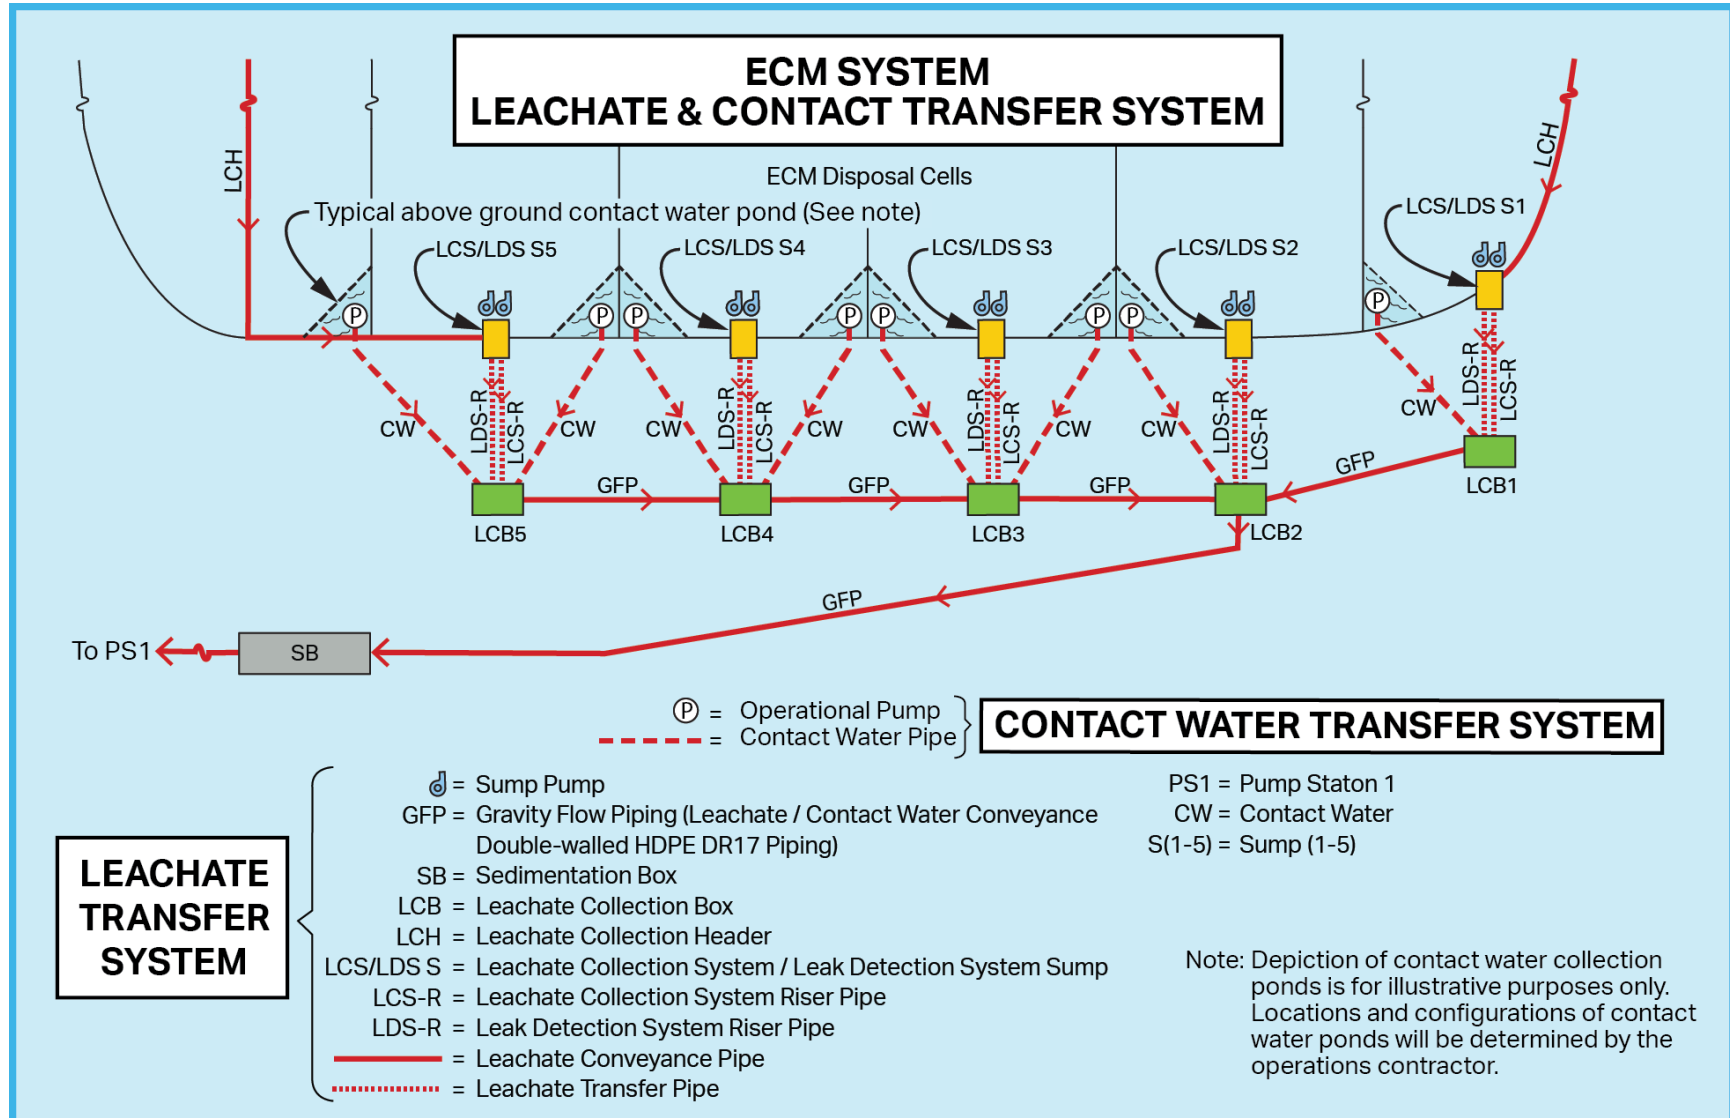 ECM SYSTEM
LEACHATE & CONTACT TRANSFER SYSTEM
ECM Disposal Cells
LCH
LCH
Typical above ground contact water pond (See note)
LCS/LDS S5
LCS/LDS S4
LCS/LDS S3
LCS/LDS S2
LCS/LDS S1
P
P
P
P
P
P
P
P
CW
LDS-R
LCS-R
CW
CW
LDS-R
LCS-R
CW
CW
LDS-R
LCS-R
CW
CW
LDS-R
LCS-R
CW
LDS-R
LCS-R
GFP
GFP
GFP
GFP
LCB5
LCB4
LCB3
LCB2
LCB1
GFP
To PS1
SB
P = Operational Pump
= Contact Water Pipe
CONTACT WATER TRANSFER SYSTEM
LEACHATE
TRANSFER
SYSTEM
= Sump Pump
GFP = Gravity Flow Piping (Leachate / Contact Water Conveyance
Double-walled HDPE DR17 Piping)
SB = Sedimentation Box
LCB = Leachate Collection Box
LCH = Leachate Collection Header
LCS/LDS S = Leachate Collection System / Leak Detection System Sump
LCS-R = Leachate Collection System Riser Pipe
LDS-R = Leak Detection System Riser Pipe
= Leachate Conveyance Pipe
= Leachate Transfer Pipe
PS1 = Pump Staton 1
CW = Contact Water
S(1-5) = Sump (1-5)
Note: Depiction of contact water collection
ponds is for illustrative purposes only.
Locations and configurations of contact
water ponds will be determined by the
operations contractor.